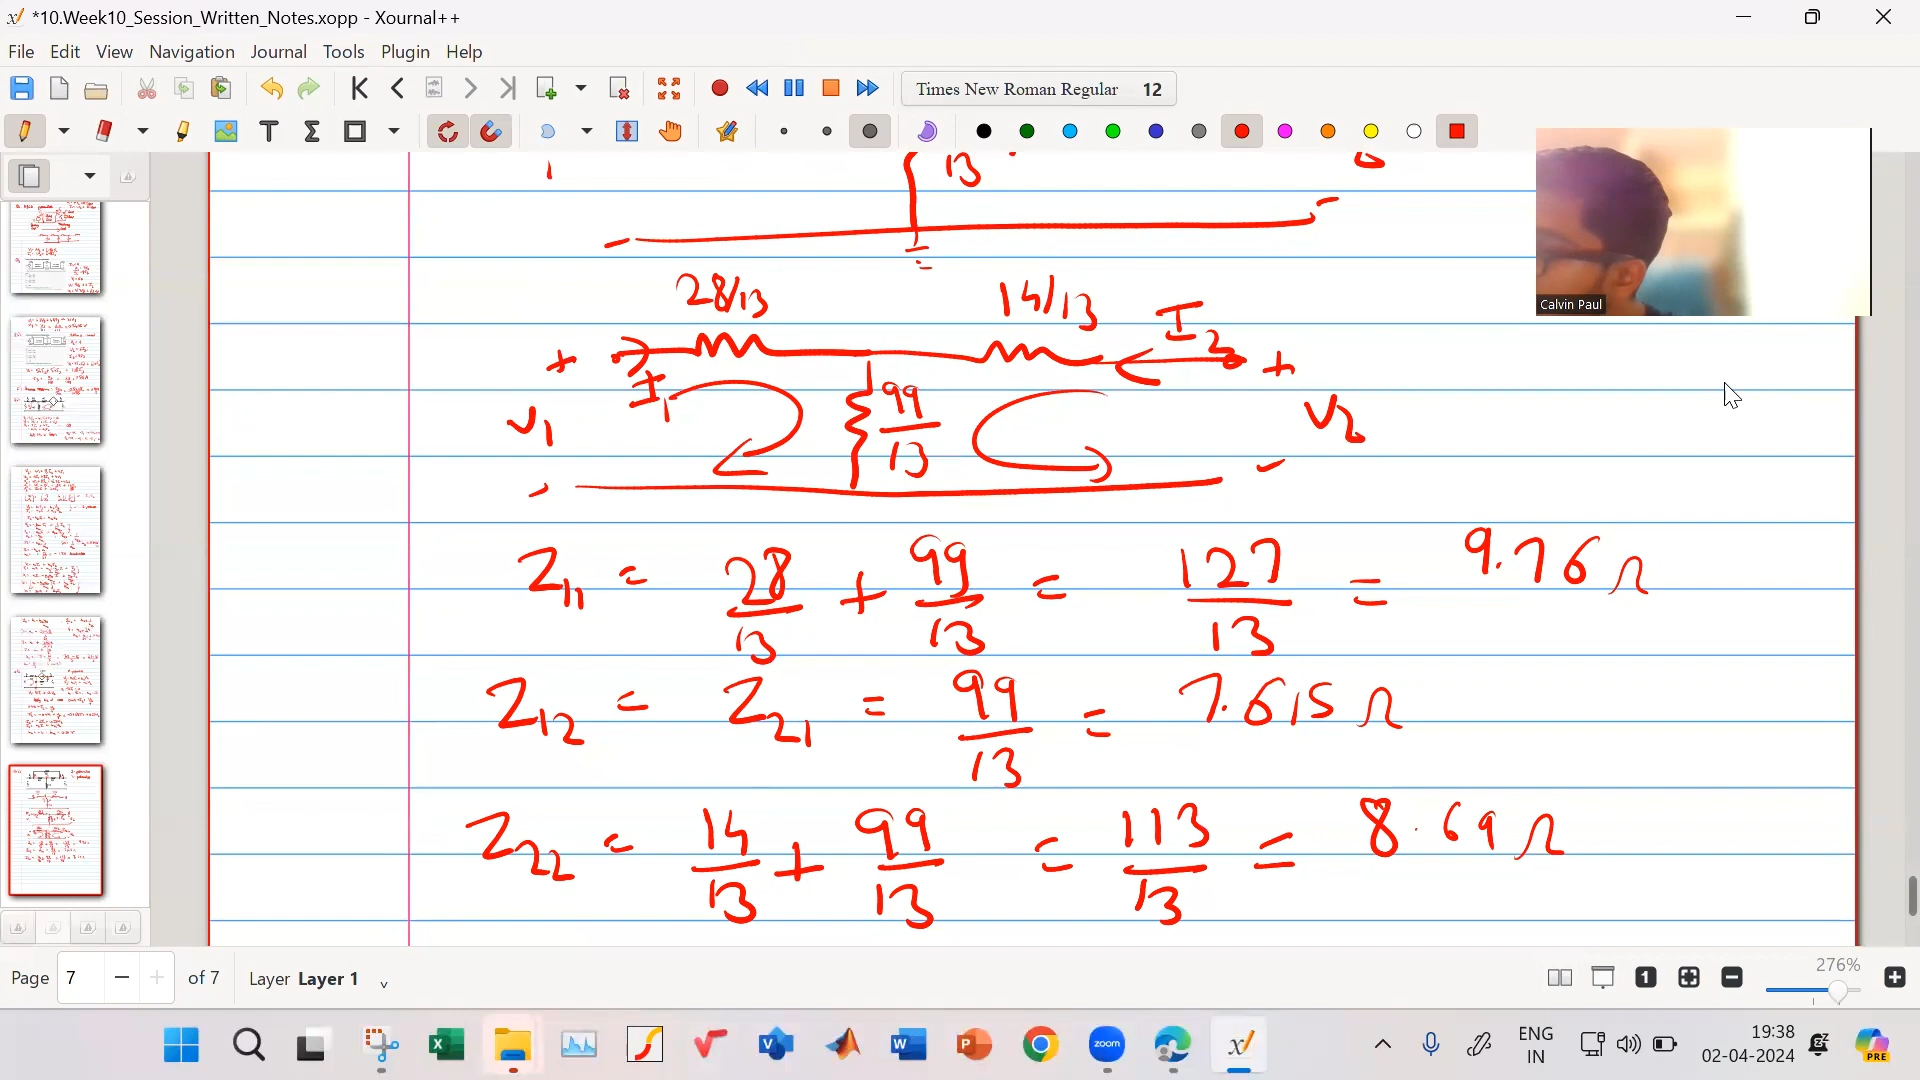 *10.Week10_Session_Written_Notes.xopp - Xournal++
File Edit View Navigation Journal Tools Plugin Help
Times New Roman Regular 12
13
Calvin Paul
28/13 14/13 I2
+ I1 +
V1 99/13 V2
- -
Z11 = 28/13 + 99/13 = 127/13 = 9.76 Ω
Z12 = Z21 = 99/13 = 7.615 Ω
Z22 = 14/13 + 99/13 = 113/13 = 8.69 Ω
Page 7 of 7 Layer Layer 1 276%
ENG
IN
19:38
02-04-2024
zoom
PRE